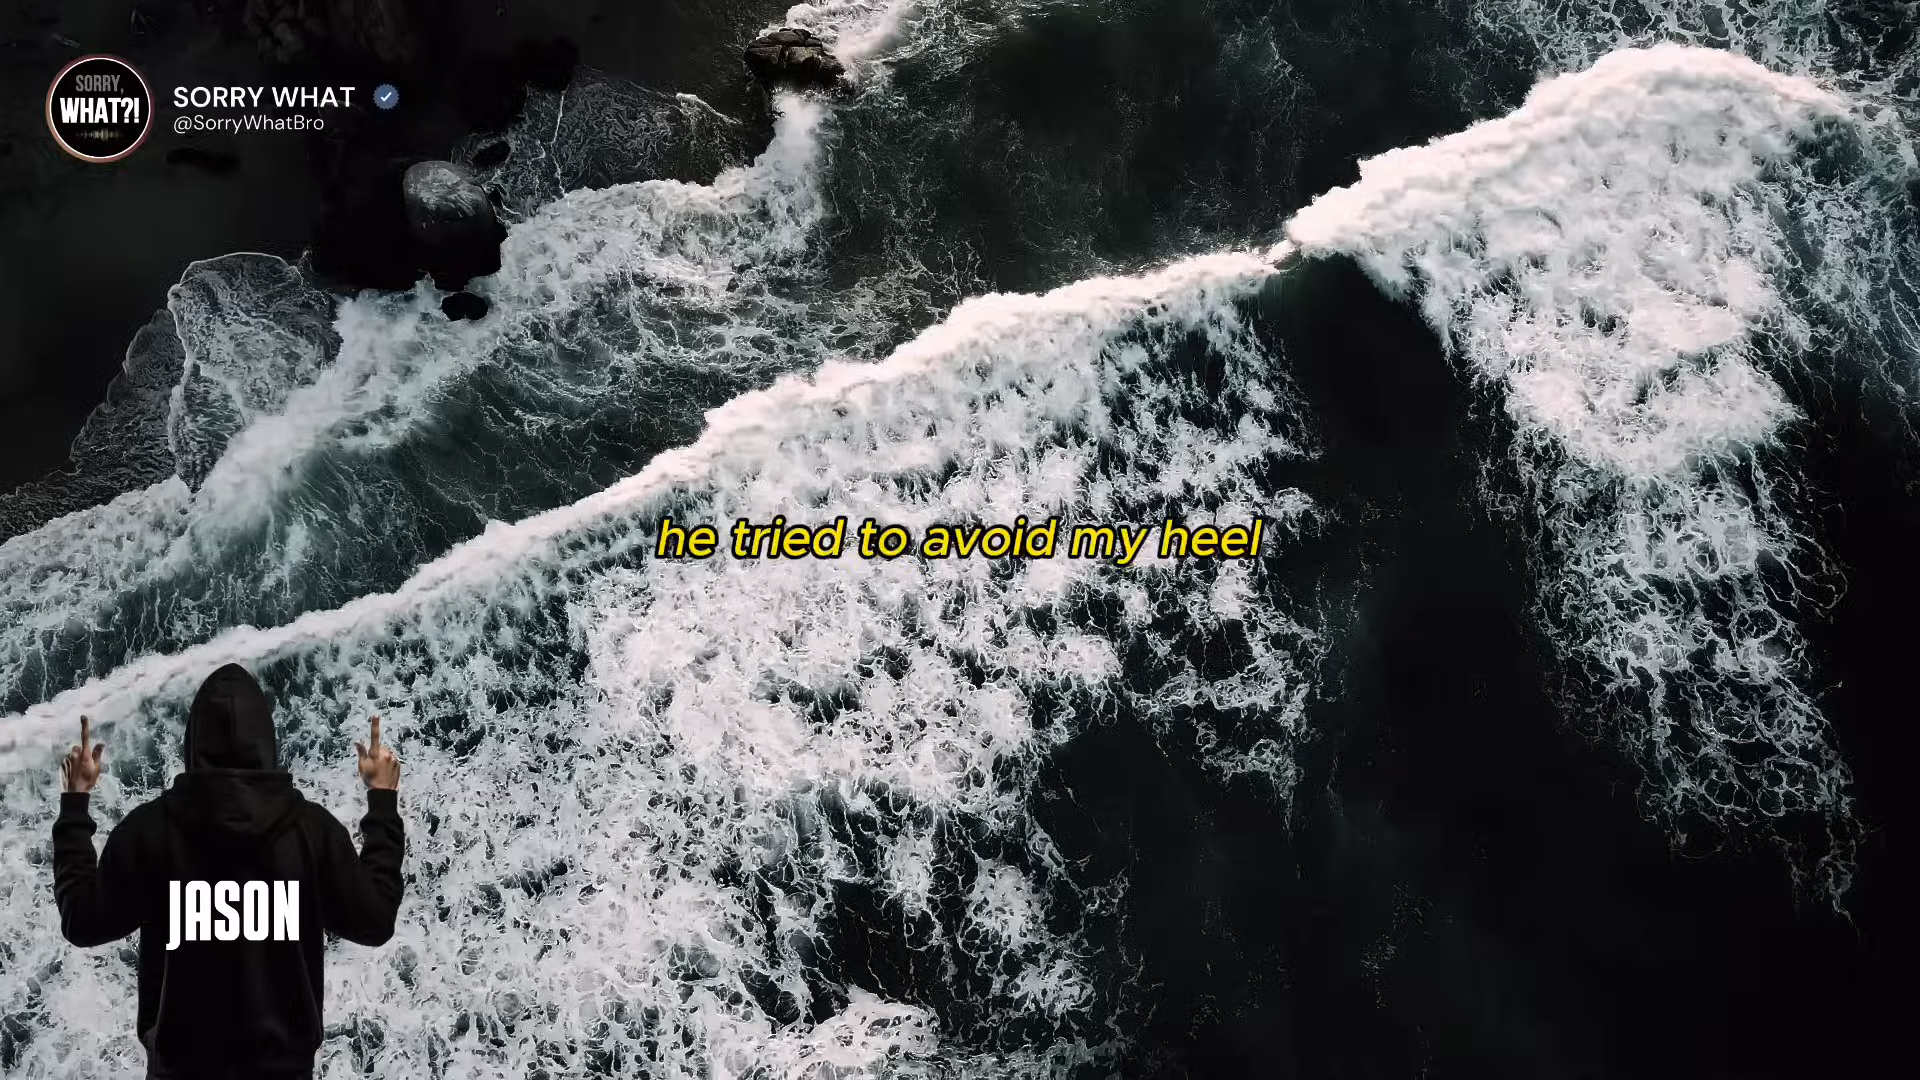 SORRY,
WHAT?!
SORRY WHAT
@SorryWhatBro
he tried to avoid my heel
JASON